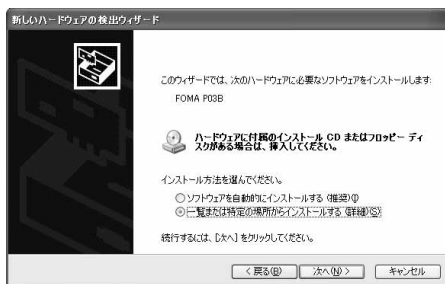 新しいハードウェアの検出ウィザード
このウィザードでは、次のハードウェアに必要なソフトウェアをインストールします:
FOMA P03B
ハードウェアに付属のインストール CD またはフロッピー ディ
スクがある場合は、挿入してください。
インストール方法を選んでください。
ソフトウェアを自動的にインストールする (推奨)(I)
一覧または特定の場所からインストールする (詳細)(S)
続行するには、[次へ] をクリックしてください。
< 戻る(B)
次へ(N) >
キャンセル